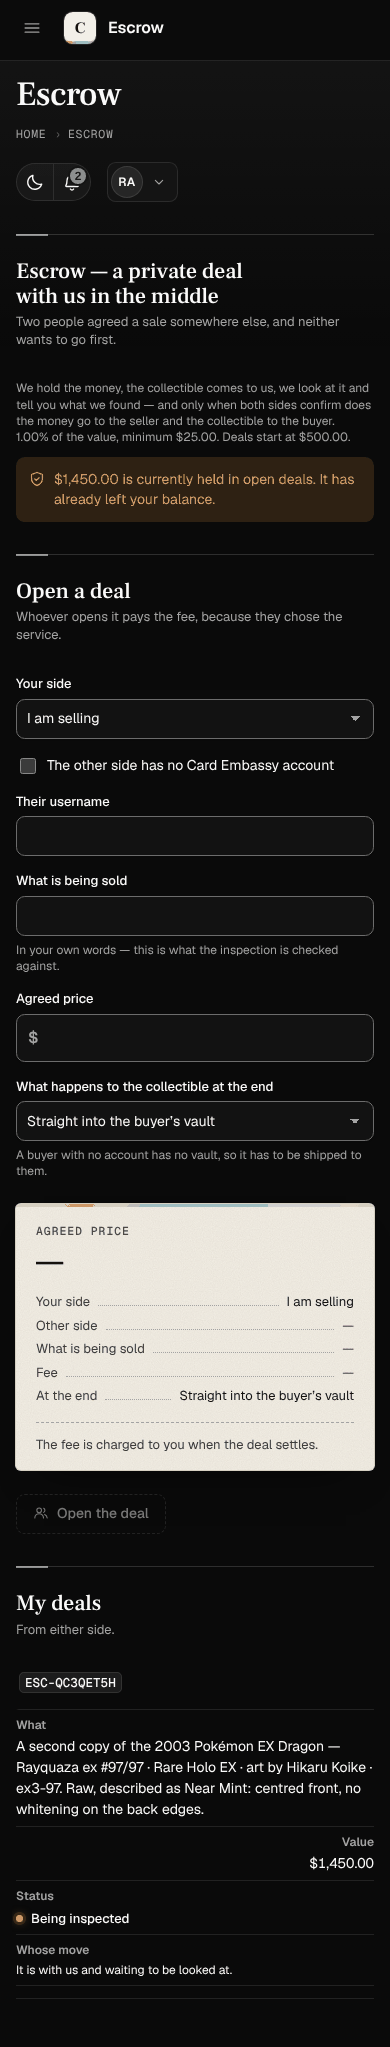 C
Escrow
Escrow
HOME › ESCROW
2
RA
Escrow — a private deal
with us in the middle
Two people agreed a sale somewhere else, and neither
wants to go first.
We hold the money, the collectible comes to us, we look at it and
tell you what we found — and only when both sides confirm does
the money go to the seller and the collectible to the buyer.
1.00% of the value, minimum $25.00. Deals start at $500.00.
$1,450.00 is currently held in open deals. It has
already left your balance.
Open a deal
Whoever opens it pays the fee, because they chose the
service.
Your side
I am selling
The other side has no Card Embassy account
Their username
What is being sold
In your own words — this is what the inspection is checked
against.
Agreed price
$
What happens to the collectible at the end
Straight into the buyer's vault
A buyer with no account has no vault, so it has to be shipped to
them.
AGREED PRICE
—
Your side I am selling
Other side —
What is being sold —
Fee —
At the end Straight into the buyer's vault
The fee is charged to you when the deal settles.
Open the deal
My deals
From either side.
ESC-QC3QET5H
What
A second copy of the 2003 Pokémon EX Dragon —
Rayquaza ex #97/97 · Rare Holo EX · art by Hikaru Koike ·
ex3-97. Raw, described as Near Mint: centred front, no
whitening on the back edges.
Value
$1,450.00
Status
Being inspected
Whose move
It is with us and waiting to be looked at.